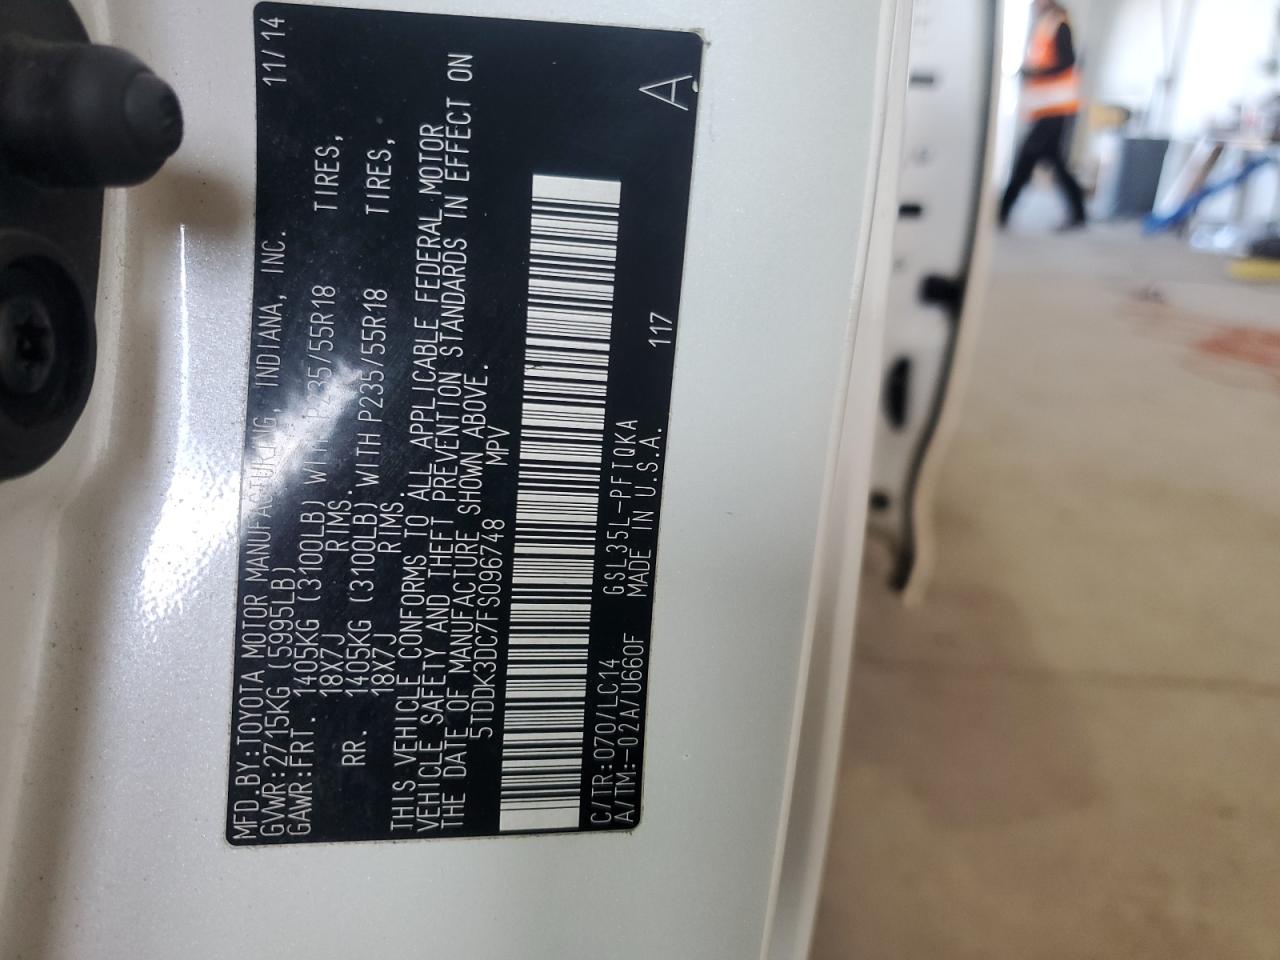 MFD.BY:TOYOTA MOTOR MANUFACTURING, INDIANA, INC. 11/14
GVWR:2715KG (5995LB)
GAWR:FRT. 1405KG (3100LB) WITH P235/55R18 TIRES,
18X7J RIMS.
RR. 1405KG (3100LB) WITH P235/55R18 TIRES,
18X7J RIMS.
THIS VEHICLE CONFORMS TO ALL APPLICABLE FEDERAL MOTOR
VEHICLE SAFETY AND THEFT PREVENTION STANDARDS IN EFFECT ON
THE DATE OF MANUFACTURE SHOWN ABOVE.
5TDDK3DC7FS096748 MPV
C/TR:070/LC14 GSL35L-PFTQKA 117
A/TM:-02A/U660F MADE IN U.S.A.
A